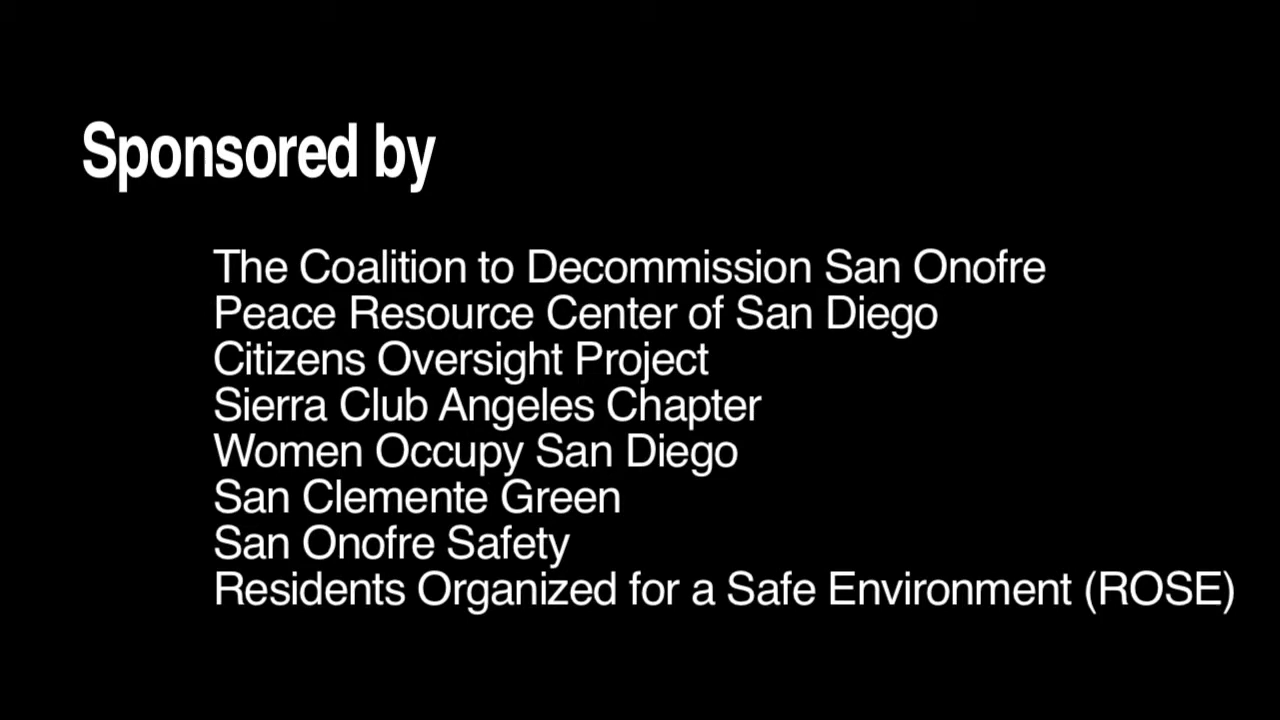 Sponsored by
The Coalition to Decommission San Onofre
Peace Resource Center of San Diego
Citizens Oversight Project
Sierra Club Angeles Chapter
Women Occupy San Diego
San Clemente Green
San Onofre Safety
Residents Organized for a Safe Environment (ROSE)